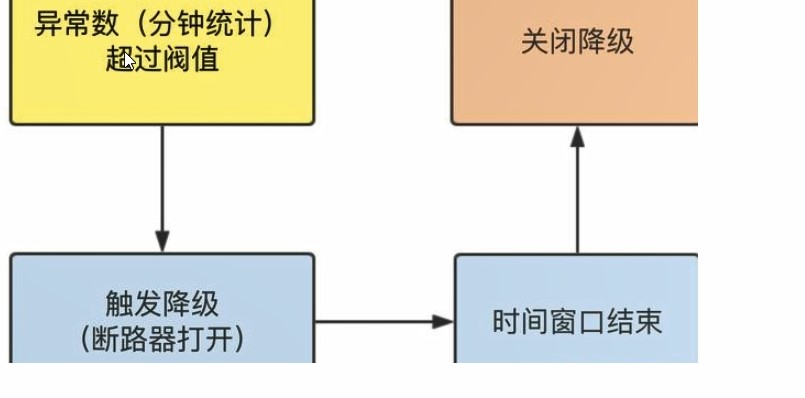 异常数（分钟统计）
超过阀值
关闭降级
触发降级
（断路器打开）
时间窗口结束